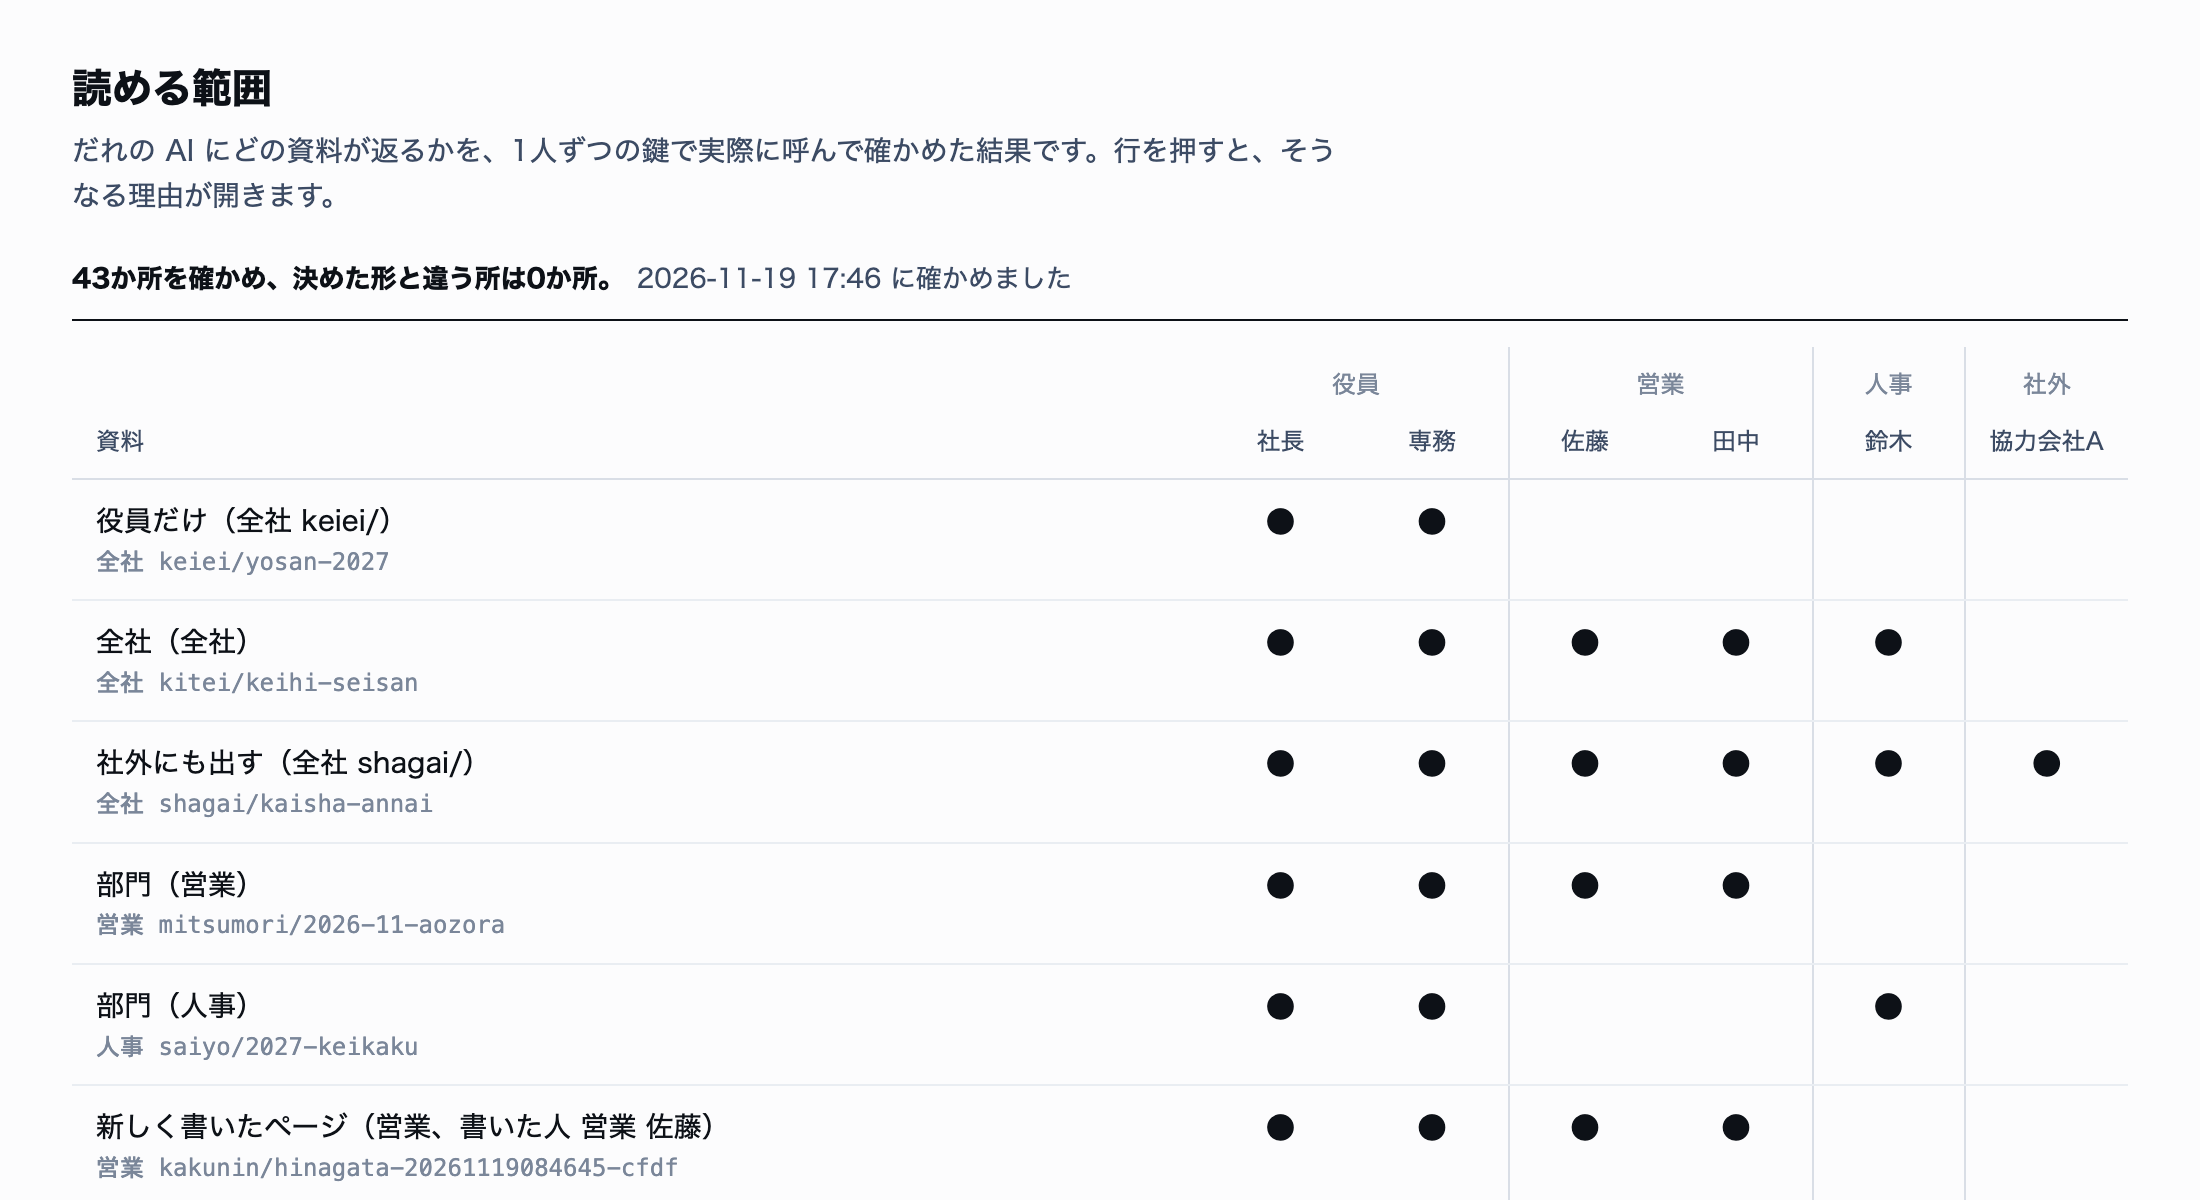 読める範囲
だれの AI にどの資料が返るかを、1人ずつの鍵で実際に呼んで確かめた結果です。行を押すと、そう
なる理由が開きます。
43か所を確かめ、決めた形と違う所は0か所。 2026-11-19 17:46 に確かめました
役員 営業 人事 社外
資料 社長 専務 佐藤 田中 鈴木 協力会社A
役員だけ（全社 keiei/） ● ●
全社 keiei/yosan-2027
全社（全社） ● ● ● ● ●
全社 kitei/keihi-seisan
社外にも出す（全社 shagai/） ● ● ● ● ● ●
全社 shagai/kaisha-annai
部門（営業） ● ● ● ●
営業 mitsumori/2026-11-aozora
部門（人事） ● ● ●
人事 saiyo/2027-keikaku
新しく書いたページ（営業、書いた人 営業 佐藤） ● ● ● ●
営業 kakunin/hinagata-20261119084645-cfdf